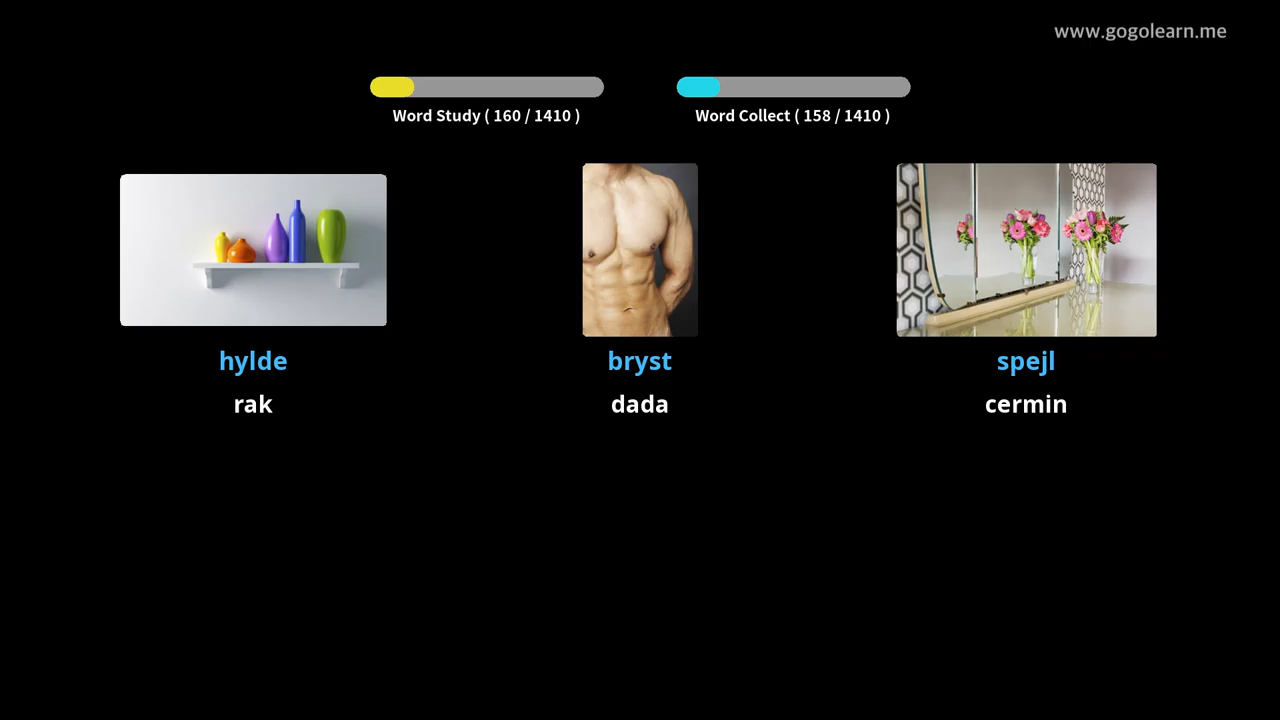 www.gogolearn.me
Word Study ( 160 / 1410 )
Word Collect ( 158 / 1410 )
hylde
bryst
spejl
rak
dada
cermin